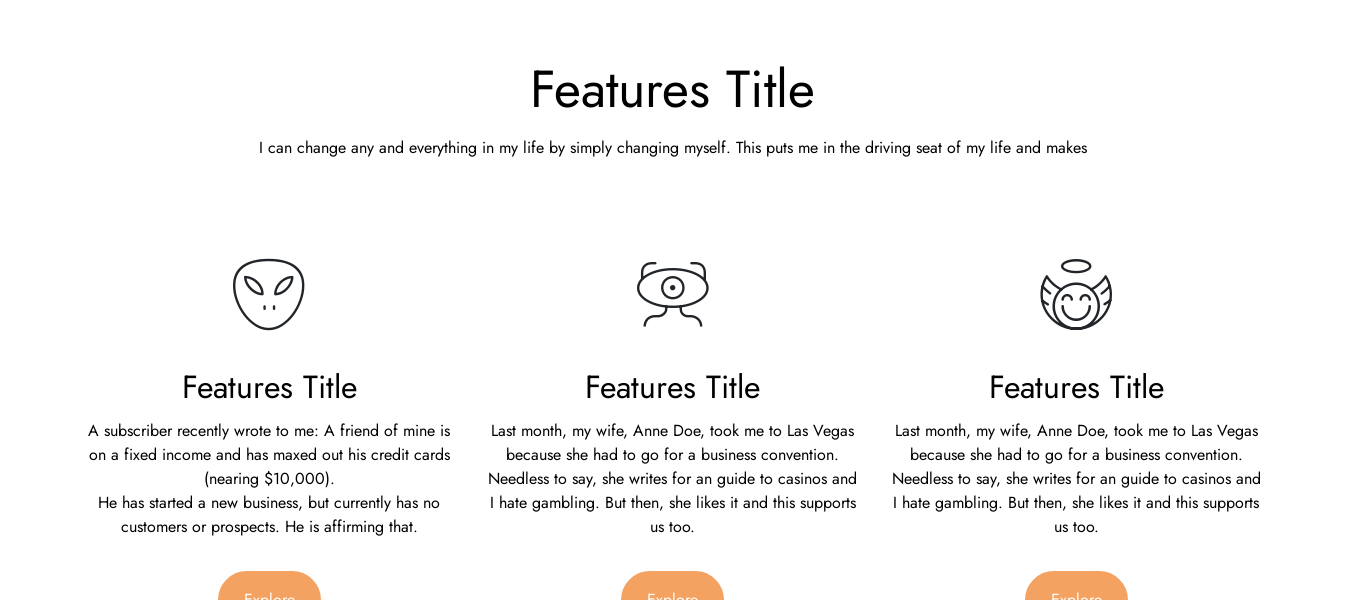 Features Title
I can change any and everything in my life by simply changing myself. This puts me in the driving seat of my life and makes
Features Title
A subscriber recently wrote to me: A friend of mine is
on a fixed income and has maxed out his credit cards
(nearing $10,000).
He has started a new business, but currently has no
customers or prospects. He is affirming that.
Explore
Features Title
Last month, my wife, Anne Doe, took me to Las Vegas
because she had to go for a business convention.
Needless to say, she writes for an guide to casinos and
I hate gambling. But then, she likes it and this supports
us too.
Explore
Features Title
Last month, my wife, Anne Doe, took me to Las Vegas
because she had to go for a business convention.
Needless to say, she writes for an guide to casinos and
I hate gambling. But then, she likes it and this supports
us too.
Explore